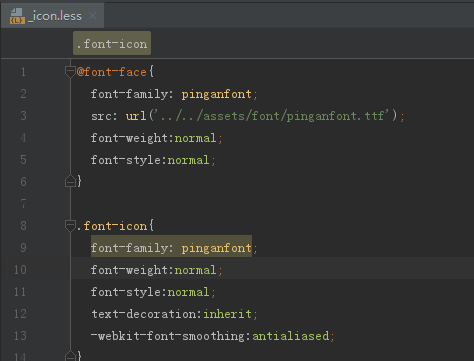 _icon.less ×
.font-icon
1 @font-face{
2 font-family: pinganfont;
3 src: url('../../assets/font/pinganfont.ttf');
4 font-weight:normal;
5 font-style:normal;
6 }
7
8 .font-icon{
9 font-family: pinganfont;
10 font-weight:normal;
11 font-style:normal;
12 text-decoration:inherit;
13 -webkit-font-smoothing:antialiased;
14 }